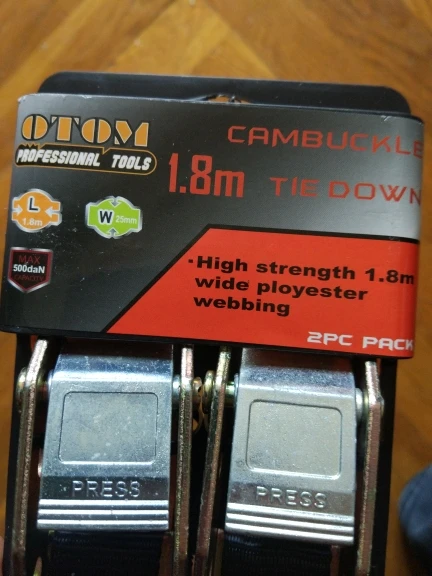 OTOM
PROFESSIONAL TOOLS
CAMBUCKLE
1.8m TIE DOWN
L
1.8m
W 25mm
MAX
500daN
CAPACITY
·High strength 1.8m
wide ployester
webbing
2PC PACK
PRESS
PRESS